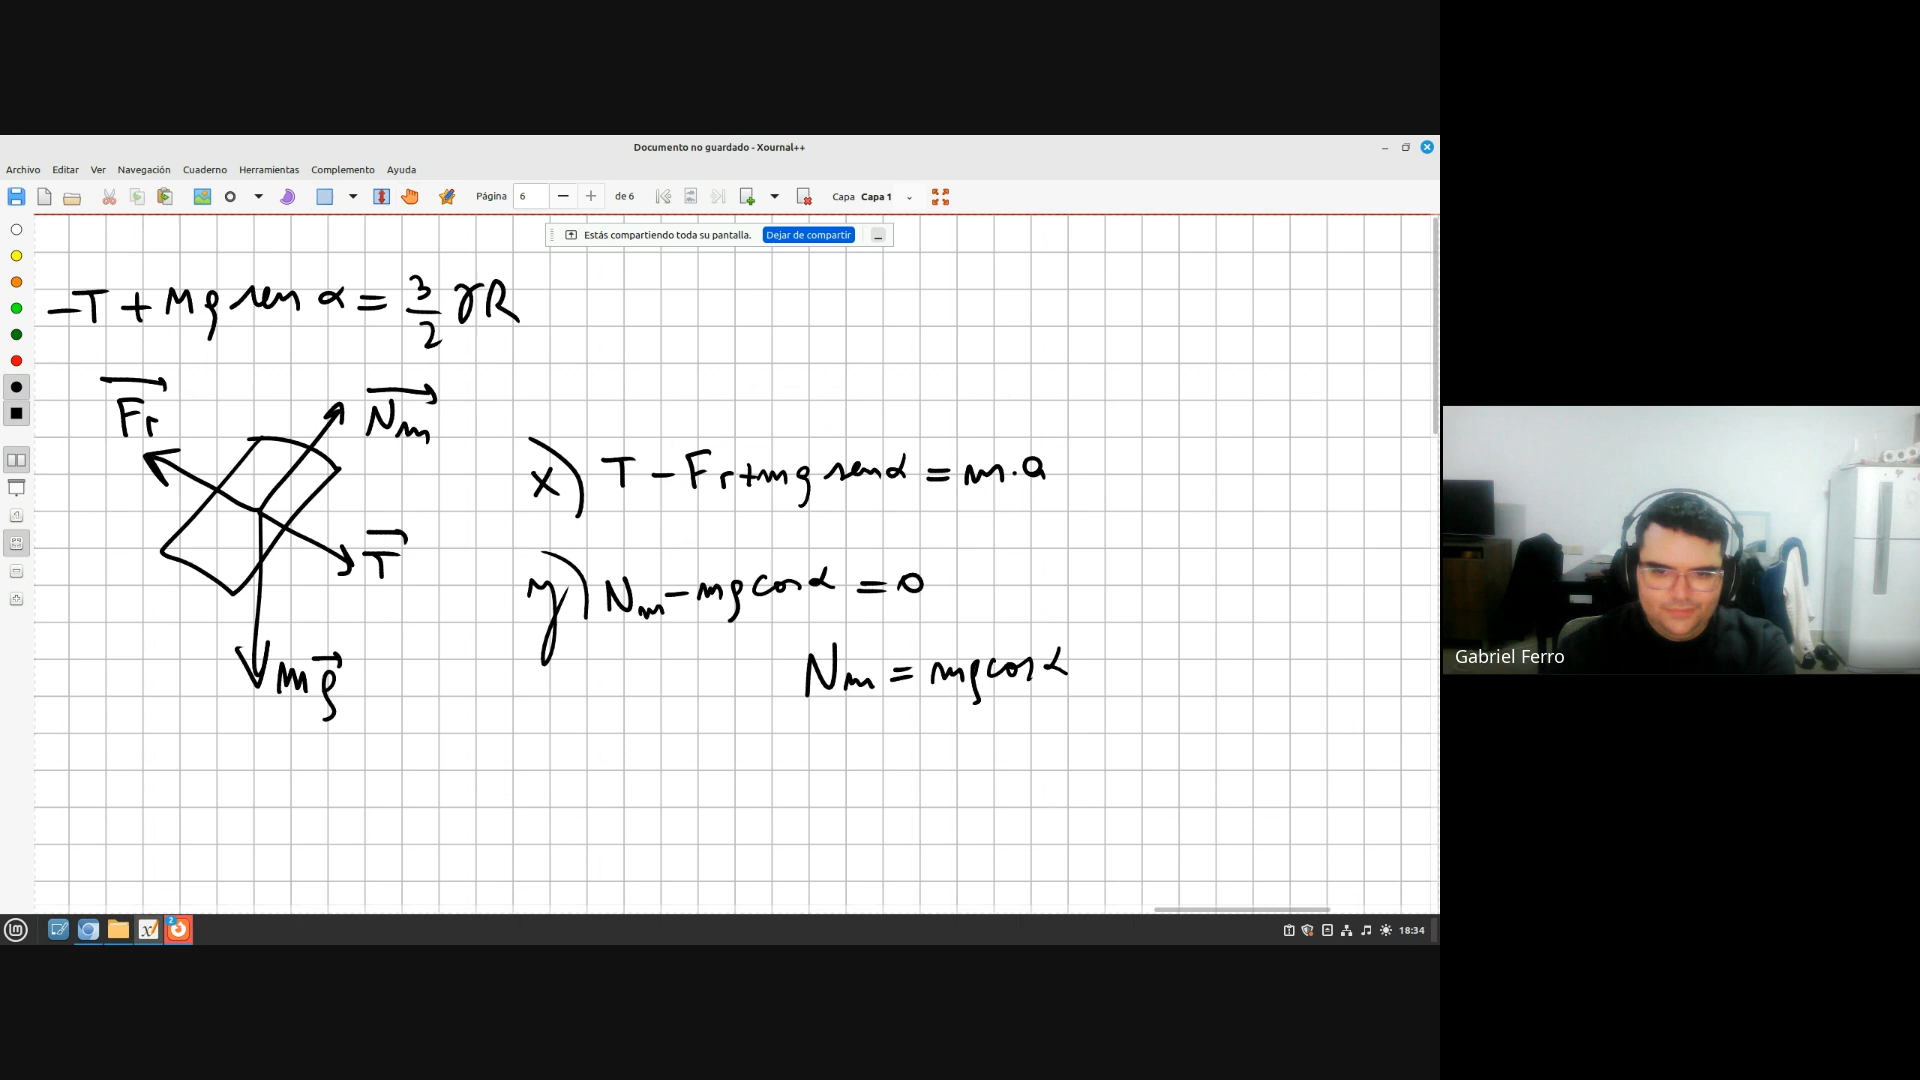 Documento no guardado - Xournal++
Archivo Editar Ver Navegación Cuaderno Herramientas Complemento Ayuda
Página 6 de 6 Capa Capa 1
Estás compartiendo toda su pantalla. Dejar de compartir
-T + Mg sen α = 3/2 γR
Fr
Nm
x) T - Fr + mg sen α = m.a
T
y) Nm - mg cos α = 0
mg
Nm = mg cos α
Gabriel Ferro
2
18:34